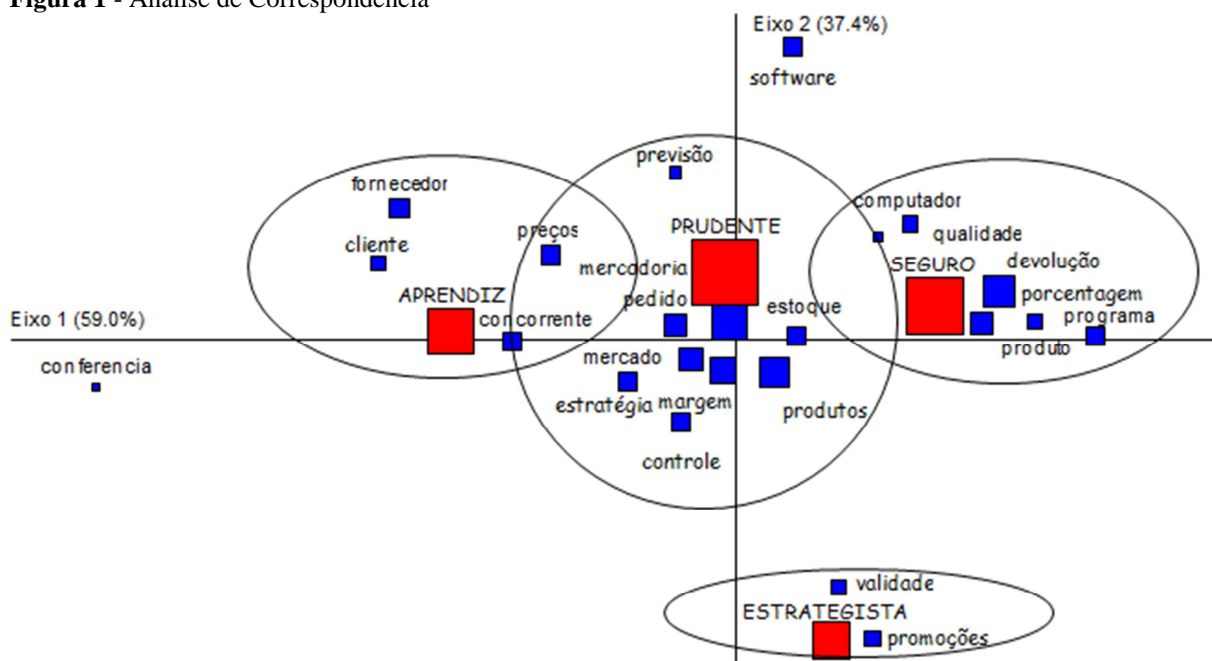 Figura 1 - Análise de Correspondência
Eixo 2 (37.4%)
software
previsão
fornecedor
computador
preços
PRUDENTE
qualidade
cliente
mercadoria
SEGURO
devolução
APRENDIZ
pedido
estoque
porcentagem
Eixo 1 (59.0%)
concorrente
programa
produto
conferencia
mercado
estratégia
margem
produtos
controle
validade
ESTRATEGISTA
promoções